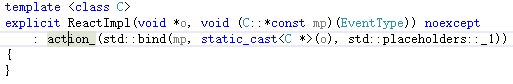 template <class C>
explicit ReactImpl(void *o, void (C::*const mp)(EventType)) noexcept
    : action_(std::bind(mp, static_cast<C *>(o), std::placeholders::_1))
{
}